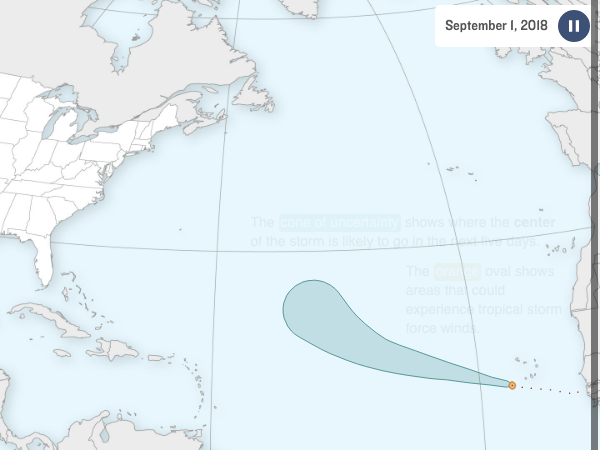 September 1, 2018
The cone of uncertainty shows where the center
of the storm is likely to go in the next five days.
The orange oval shows
areas that could
experience tropical storm
force winds.